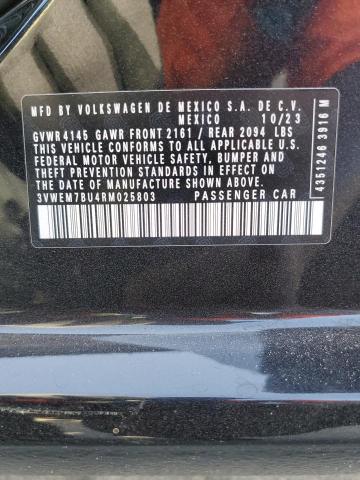 MFD BY VOLKSWAGEN DE MEXICO S.A. DE C.V.
MEXICO 10/23
GVWR 4145 GAWR FRONT 2161 / REAR 2094 LBS
THIS VEHICLE CONFORMS TO ALL APPLICABLE U.S.
FEDERAL MOTOR VEHICLE SAFETY, BUMPER AND
THEFT PREVENTION STANDARDS IN EFFECT ON THE
DATE OF MANUFACTURE SHOWN ABOVE.
3VWEM7BU4RM025803 PASSENGER CAR
4351246 3916 M